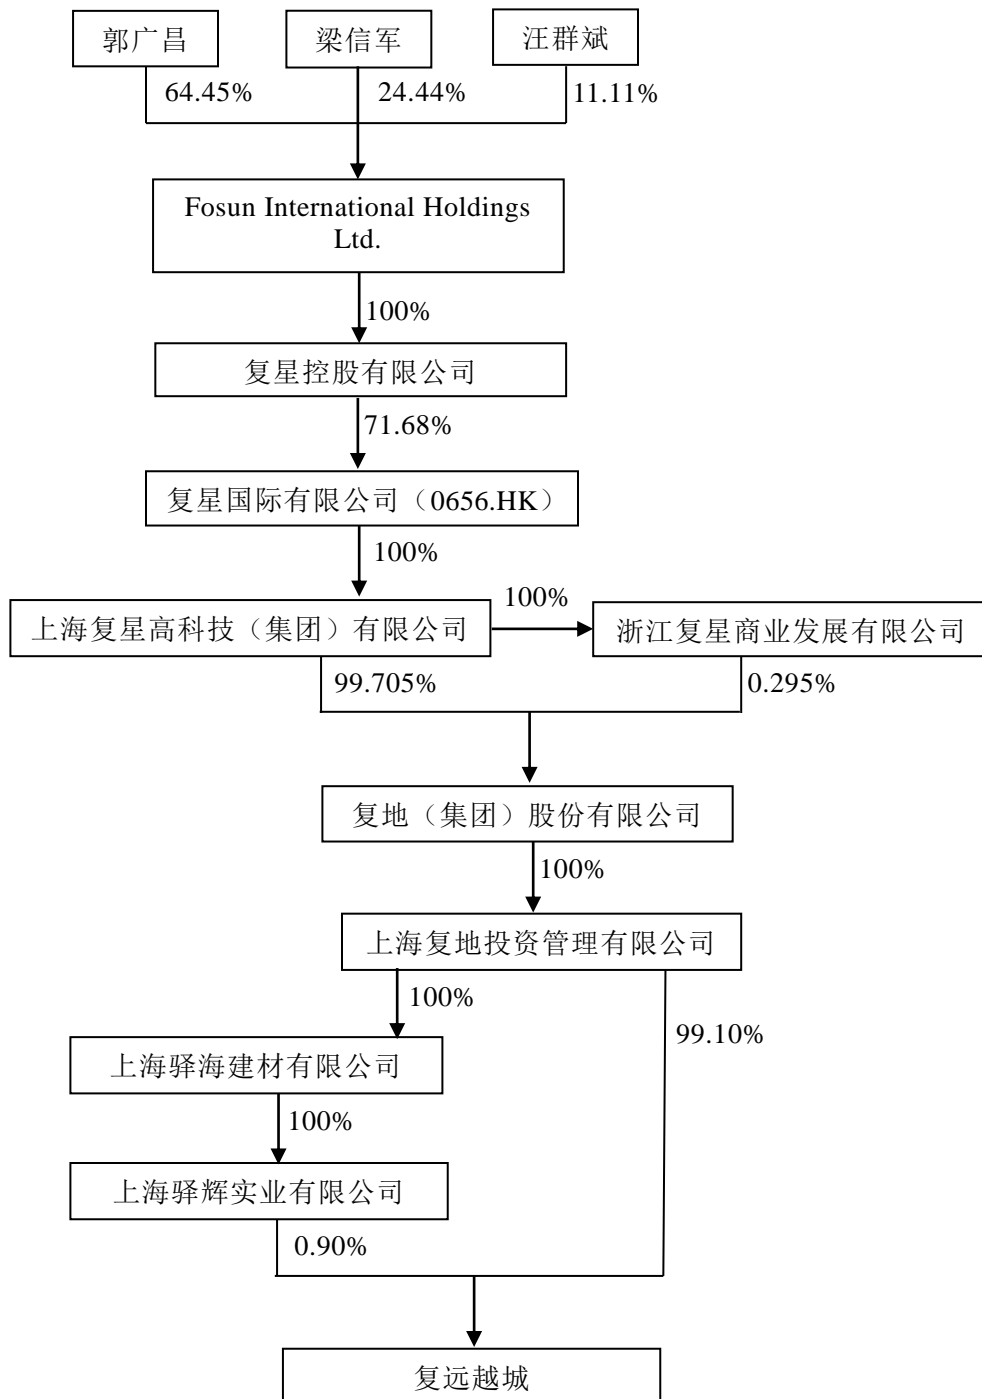 郭广昌
梁信军
汪群斌
64.45%
24.44%
11.11%
Fosun International Holdings
Ltd.
100%
复星控股有限公司
71.68%
复星国际有限公司（0656.HK）
100%
上海复星高科技（集团）有限公司
100%
浙江复星商业发展有限公司
99.705%
0.295%
复地（集团）股份有限公司
100%
上海复地投资管理有限公司
100%
99.10%
上海驿海建材有限公司
100%
上海驿辉实业有限公司
0.90%
复远越城